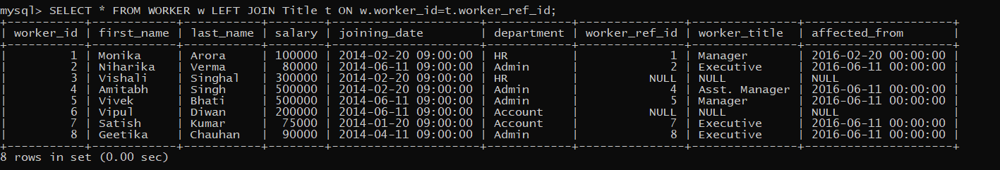 mysql> SELECT * FROM WORKER w LEFT JOIN Title t ON w.worker_id=t.worker_ref_id;
+-----------+------------+-----------+--------+---------------------+------------+---------------+---------------+---------------------+
| worker_id | first_name | last_name | salary | joining_date        | department | worker_ref_id | worker_title  | affected_from       |
+-----------+------------+-----------+--------+---------------------+------------+---------------+---------------+---------------------+
|         1 | Monika     | Arora     | 100000 | 2014-02-20 09:00:00 | HR         |             1 | Manager       | 2016-02-20 00:00:00 |
|         2 | Niharika   | Verma     |  80000 | 2014-06-11 09:00:00 | Admin      |             2 | Executive     | 2016-06-11 00:00:00 |
|         3 | Vishali    | Singhal   | 300000 | 2014-02-20 09:00:00 | HR         |          NULL | NULL          | NULL                |
|         4 | Amitabh    | Singh     | 500000 | 2014-02-20 09:00:00 | Admin      |             4 | Asst. Manager | 2016-06-11 00:00:00 |
|         5 | Vivek      | Bhati     | 500000 | 2014-06-11 09:00:00 | Admin      |             5 | Manager       | 2016-06-11 00:00:00 |
|         6 | Vipul      | Diwan     | 200000 | 2014-06-11 09:00:00 | Account    |          NULL | NULL          | NULL                |
|         7 | Satish     | Kumar     |  75000 | 2014-01-20 09:00:00 | Account    |             7 | Executive     | 2016-06-11 00:00:00 |
|         8 | Geetika    | Chauhan   |  90000 | 2014-04-11 09:00:00 | Admin      |             8 | Executive     | 2016-06-11 00:00:00 |
+-----------+------------+-----------+--------+---------------------+------------+---------------+---------------+---------------------+
8 rows in set (0.00 sec)